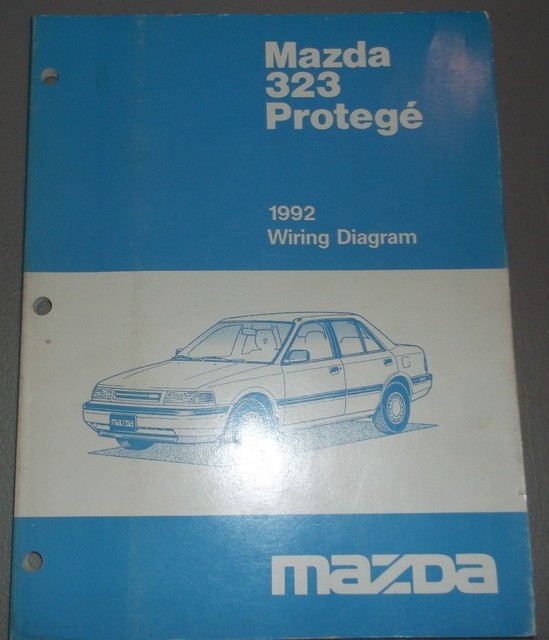 Mazda
323
Protegé
1992
Wiring Diagram
mazda
mazda